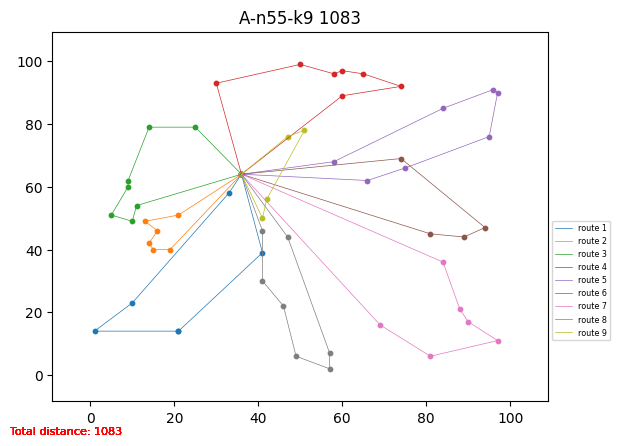 A-n55-k9 1083
100
80
60
40
20
0
0 20 40 60 80 100
route 1
route 2
route 3
route 4
route 5
route 6
route 7
route 8
route 9
Total distance: 1083